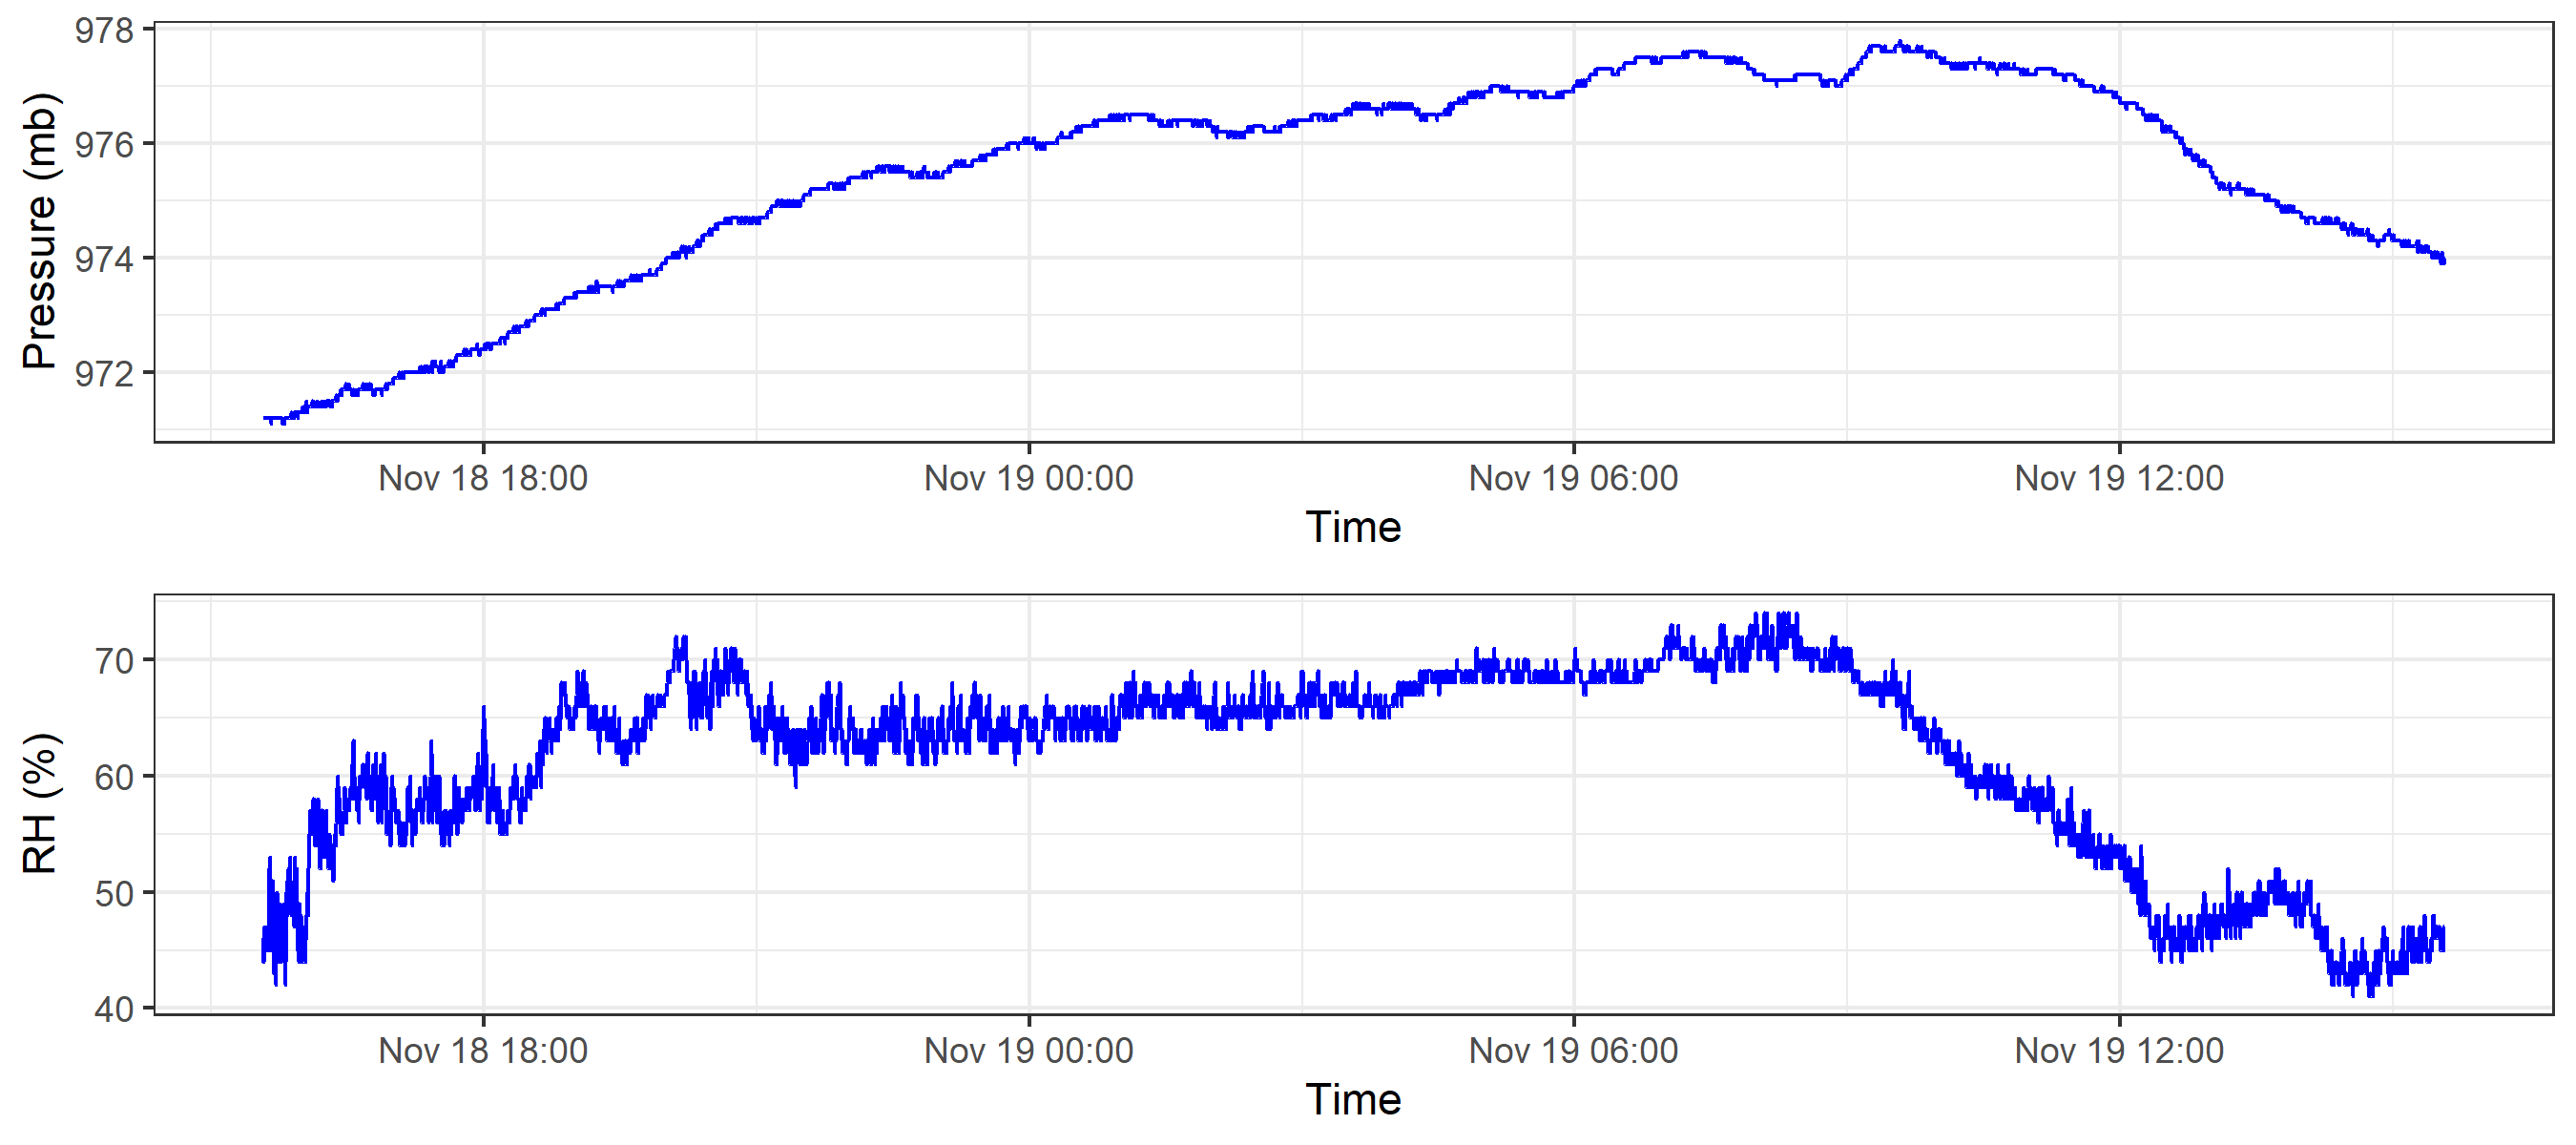 Pressure (mb)
978
976
974
972
Nov 18 18:00
Nov 19 00:00
Nov 19 06:00
Nov 19 12:00
Time
RH (%)
70
60
50
40
Nov 18 18:00
Nov 19 00:00
Nov 19 06:00
Nov 19 12:00
Time